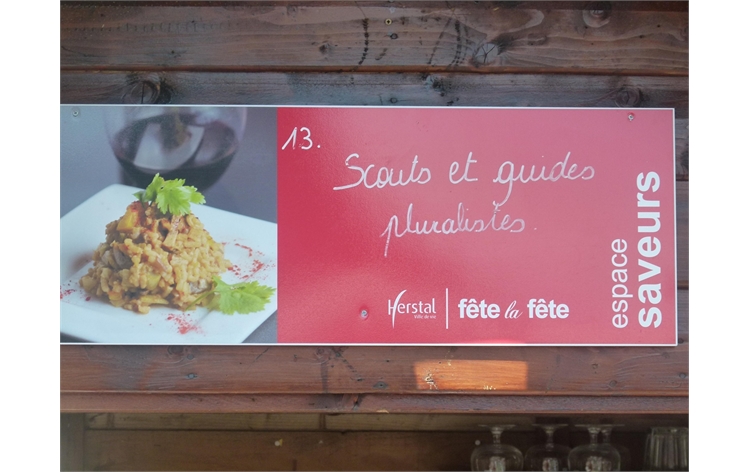 13.
Scouts et guides
pluralistes.
Herstal
fête la fête
espace
saveurs